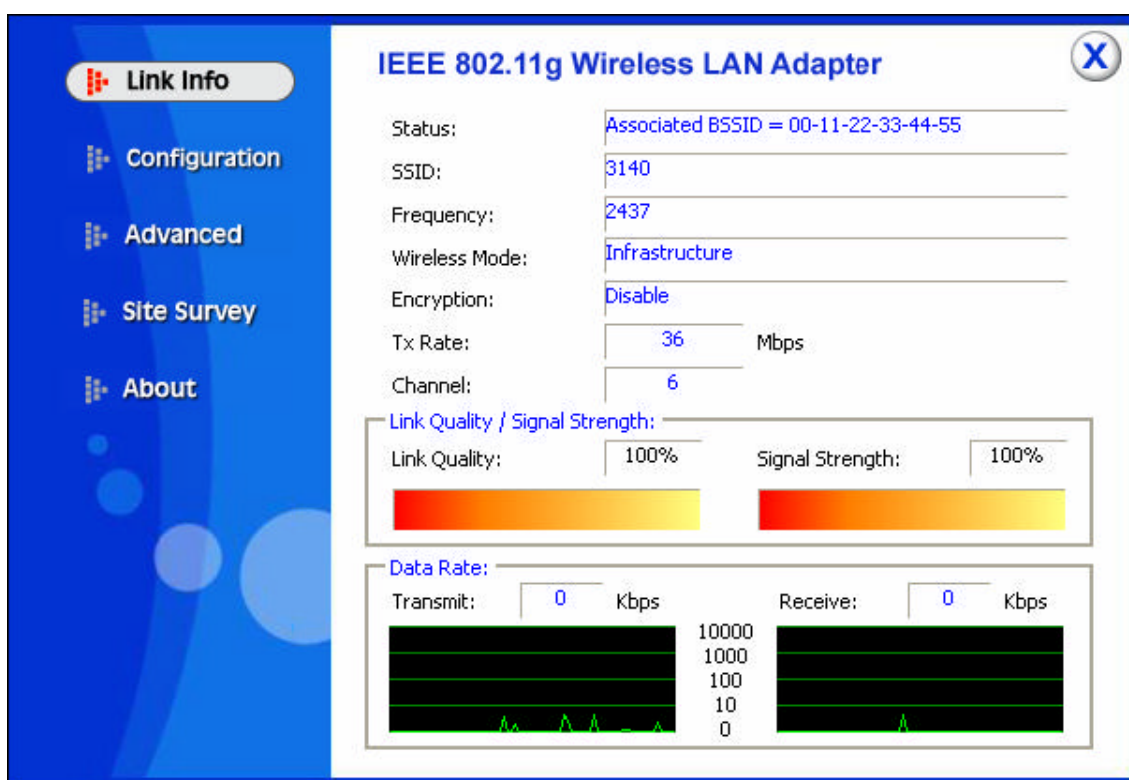 Link Info
Configuration
Advanced
Site Survey
About
IEEE 802.11g Wireless LAN Adapter
X
Status: Associated BSSID = 00-11-22-33-44-55
SSID: 3140
Frequency: 2437
Wireless Mode: Infrastructure
Encryption: Disable
Tx Rate: 36 Mbps
Channel: 6
Link Quality / Signal Strength:
Link Quality: 100% Signal Strength: 100%
Data Rate:
Transmit: 0 Kbps Receive: 0 Kbps
10000
1000
100
10
0